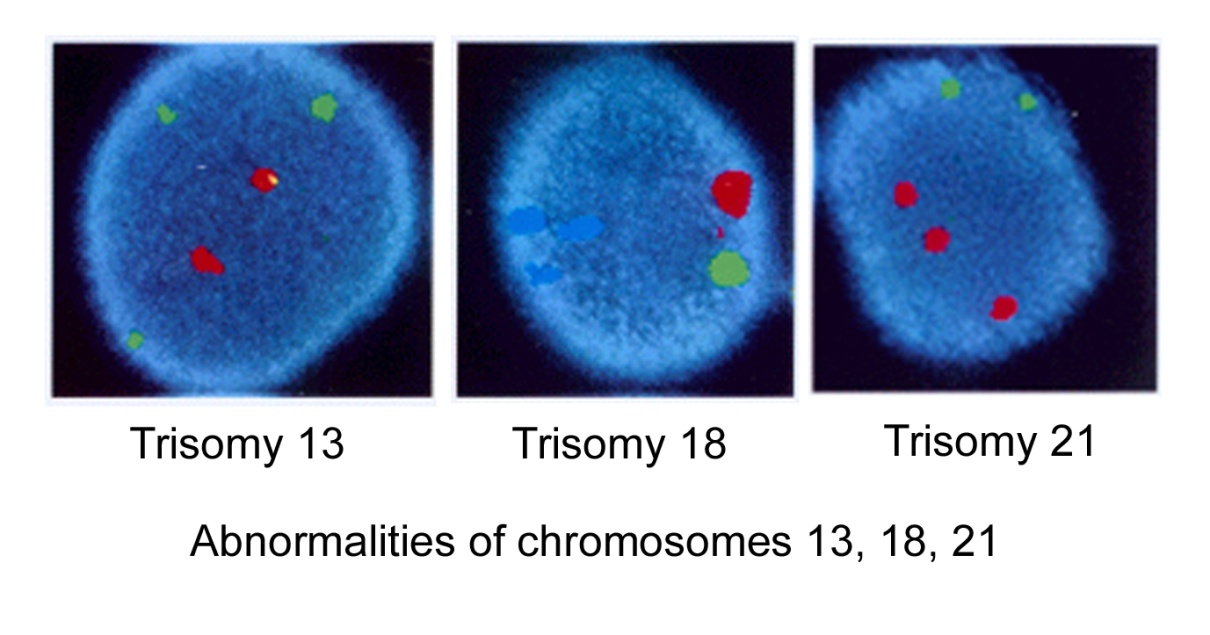 Trisomy 13
Trisomy 18
Trisomy 21
Abnormalities of chromosomes 13, 18, 21